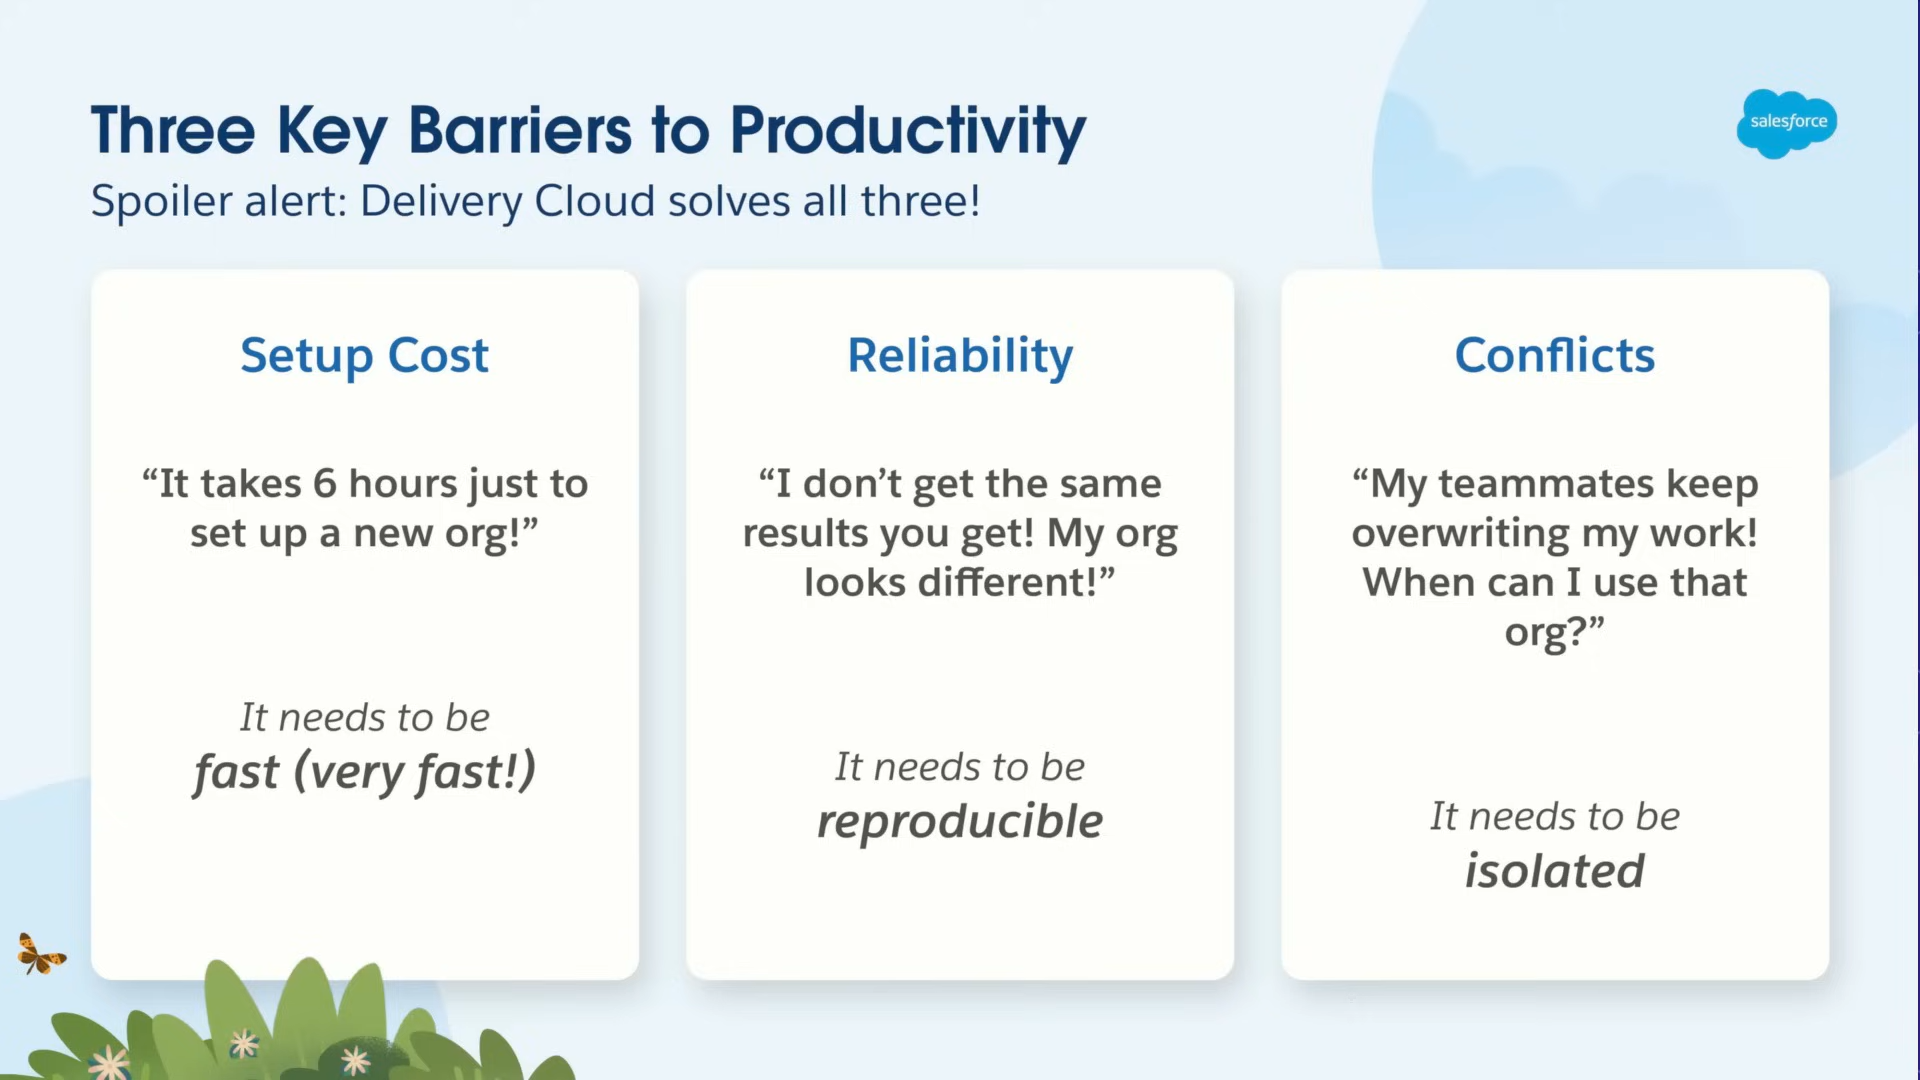 Three Key Barriers to Productivity
Spoiler alert: Delivery Cloud solves all three!
salesforce
Setup Cost
“It takes 6 hours just to
set up a new org!”
It needs to be
fast (very fast!)
Reliability
“I don’t get the same
results you get! My org
looks different!”
It needs to be
reproducible
Conflicts
“My teammates keep
overwriting my work!
When can I use that
org?”
It needs to be
isolated